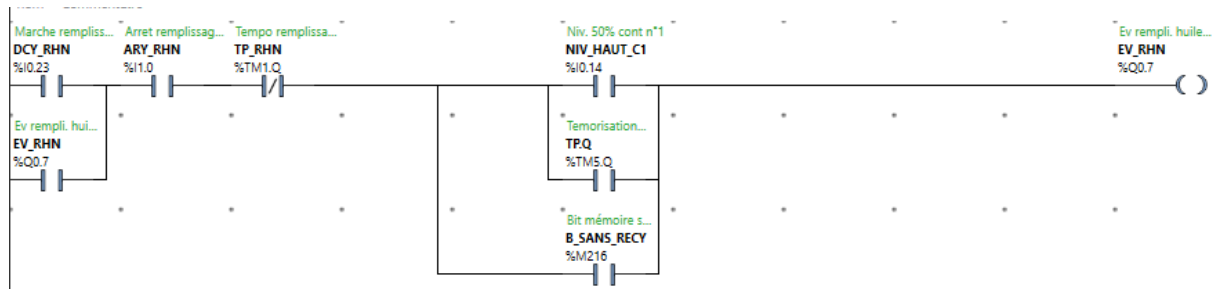 Marche rempliss...
DCY_RHN
%I0.23
Arret remplissag...
ARY_RHN
%I1.0
Tempo remplissa...
TP_RHN
%TM1.Q
Niv. 50% cont n°1
NIV_HAUT_C1
%I0.14
Ev rempli. huile...
EV_RHN
%Q0.7
Ev rempli. hui...
EV_RHN
%Q0.7
Temorisation...
TP.Q
%TM5.Q
Bit mémoire s...
B_SANS_RECY
%M216